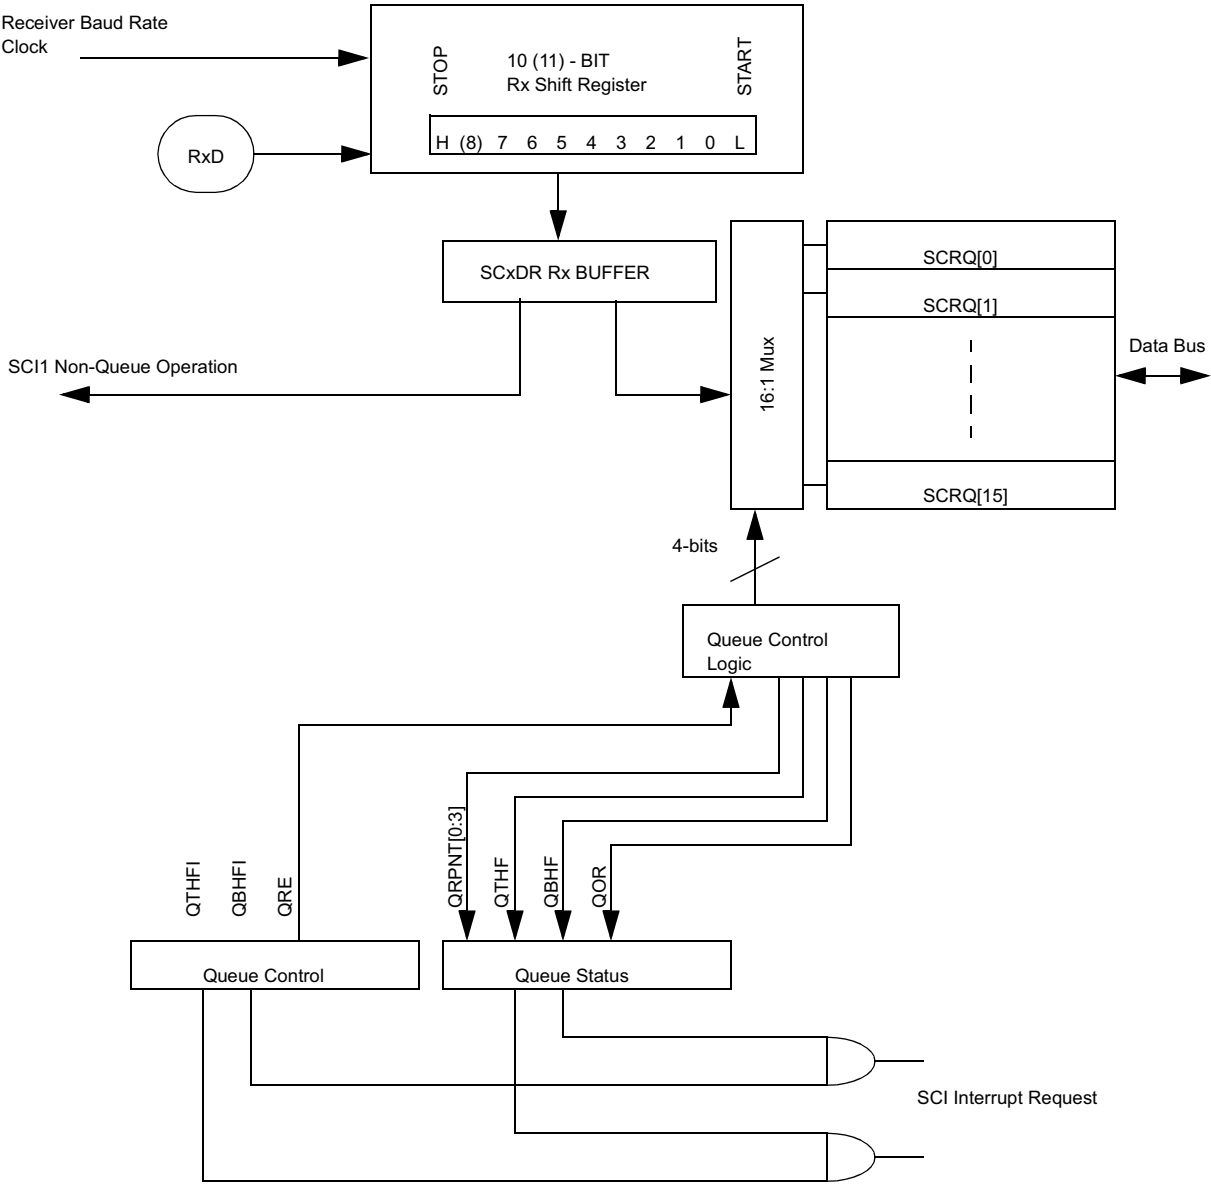 Receiver Baud Rate
Clock
STOP
10 (11) - BIT
Rx Shift Register
START
H (8) 7 6 5 4 3 2 1 0 L
RxD
SCxDR Rx BUFFER
SCI1 Non-Queue Operation
16:1 Mux
SCRQ[0]
SCRQ[1]
SCRQ[15]
Data Bus
4-bits
Queue Control
Logic
QTHFI
QBHFI
QRE
QRPNT[0:3]
QTHF
QBHF
QOR
Queue Control
Queue Status
SCI Interrupt Request